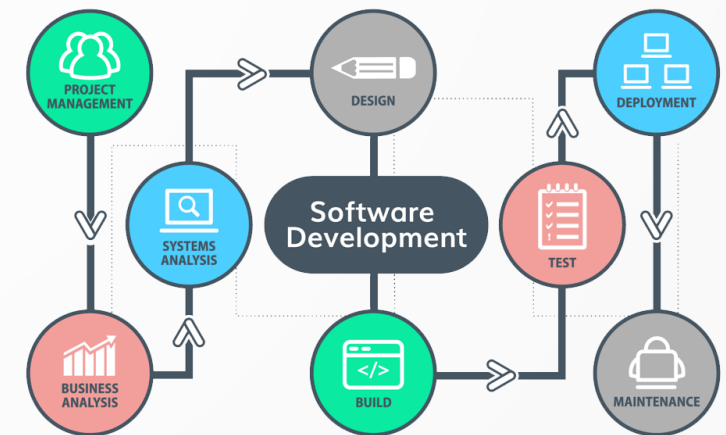 PROJECT
MANAGEMENT
BUSINESS
ANALYSIS
SYSTEMS
ANALYSIS
DESIGN
Software
Development
</>
BUILD
TEST
DEPLOYMENT
MAINTENANCE